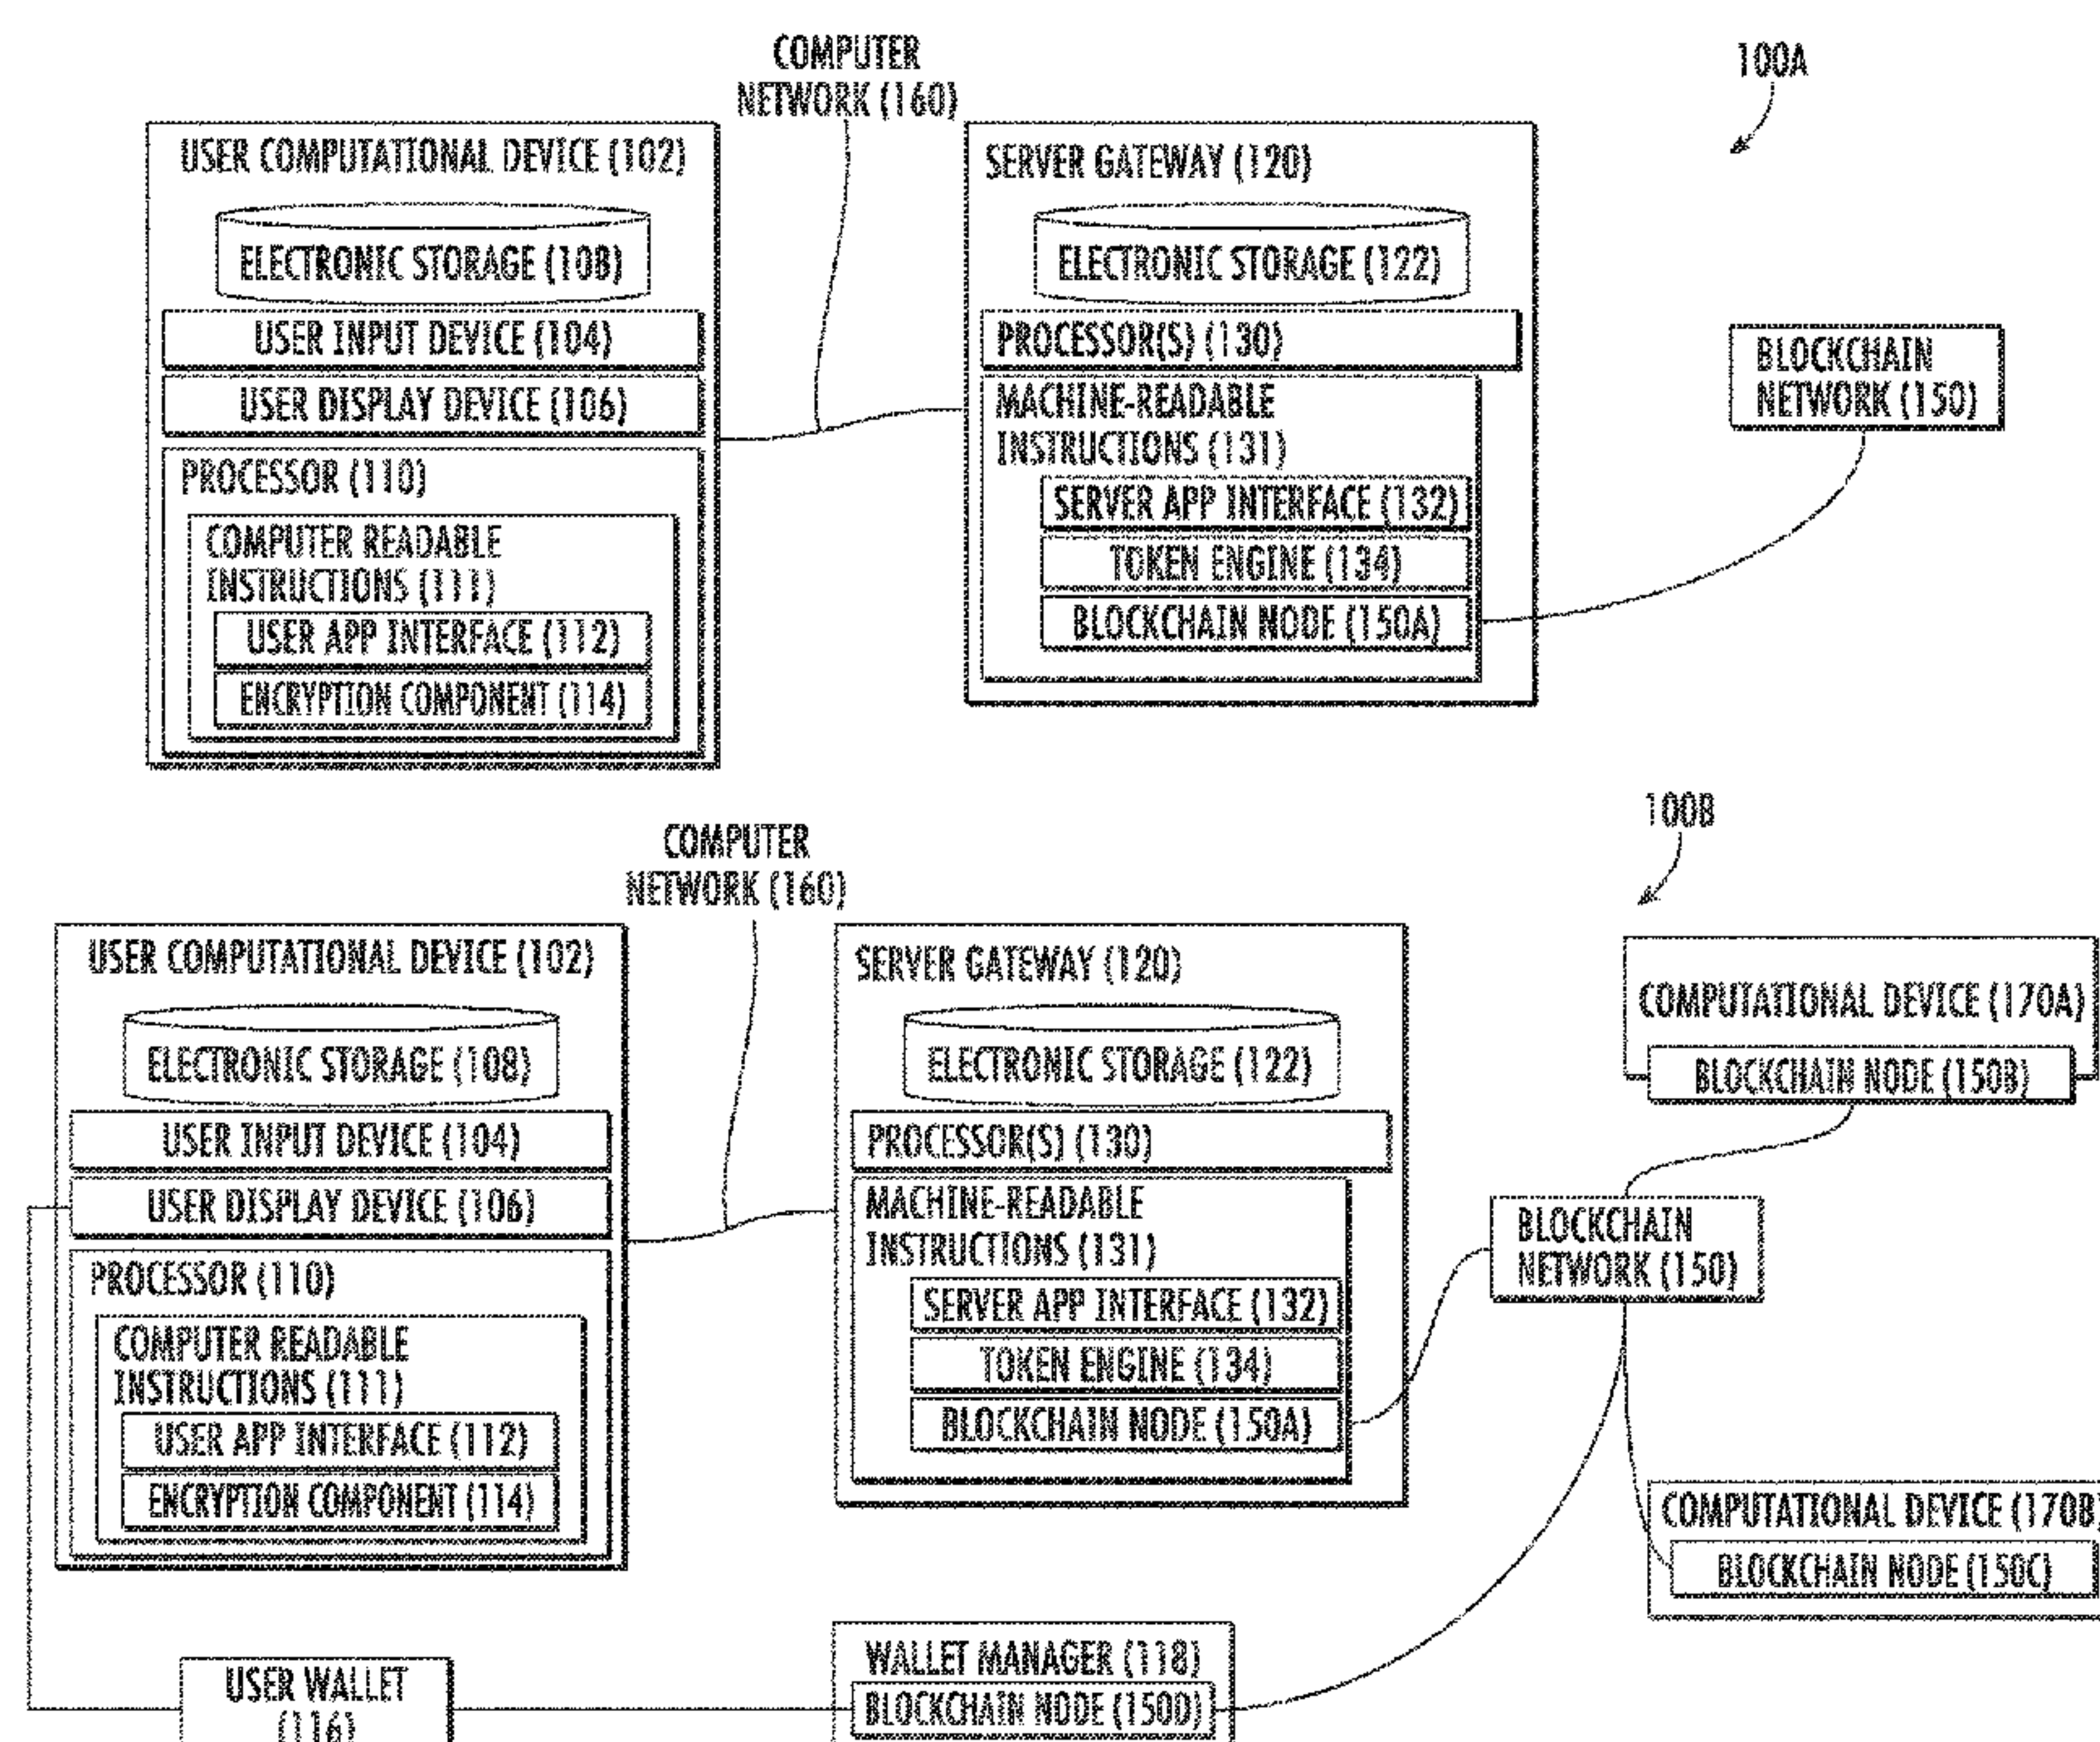 COMPUTER
NETWORK (160)
100A
USER COMPUTATIONAL DEVICE (102)
ELECTRONIC STORAGE (108)
USER INPUT DEVICE (104)
USER DISPLAY DEVICE (106)
PROCESSOR (110)
COMPUTER READABLE
INSTRUCTIONS (111)
USER APP INTERFACE (112)
ENCRYPTION COMPONENT (114)
SERVER GATEWAY (120)
ELECTRONIC STORAGE (122)
PROCESSOR(S) (130)
MACHINE-READABLE
INSTRUCTIONS (131)
SERVER APP INTERFACE (132)
TOKEN ENGINE (134)
BLOCKCHAIN NODE (150A)
BLOCKCHAIN
NETWORK (150)
COMPUTER
NETWORK (160)
100B
USER COMPUTATIONAL DEVICE (102)
ELECTRONIC STORAGE (108)
USER INPUT DEVICE (104)
USER DISPLAY DEVICE (106)
PROCESSOR (110)
COMPUTER READABLE
INSTRUCTIONS (111)
USER APP INTERFACE (112)
ENCRYPTION COMPONENT (114)
SERVER GATEWAY (120)
ELECTRONIC STORAGE (122)
PROCESSOR(S) (130)
MACHINE-READABLE
INSTRUCTIONS (131)
SERVER APP INTERFACE (132)
TOKEN ENGINE (134)
BLOCKCHAIN NODE (150A)
COMPUTATIONAL DEVICE (170A)
BLOCKCHAIN NODE (150B)
BLOCKCHAIN
NETWORK (150)
COMPUTATIONAL DEVICE (170B)
BLOCKCHAIN NODE (150C)
USER WALLET
(116)
WALLET MANAGER (118)
BLOCKCHAIN NODE (150D)